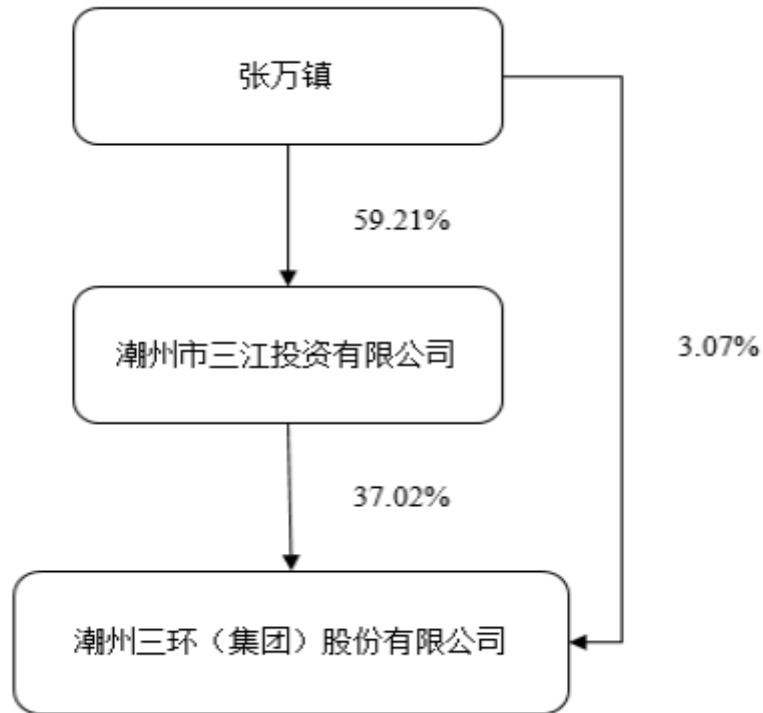 张万镇
59.21%
潮州市三江投资有限公司
3.07%
37.02%
潮州三环（集团）股份有限公司